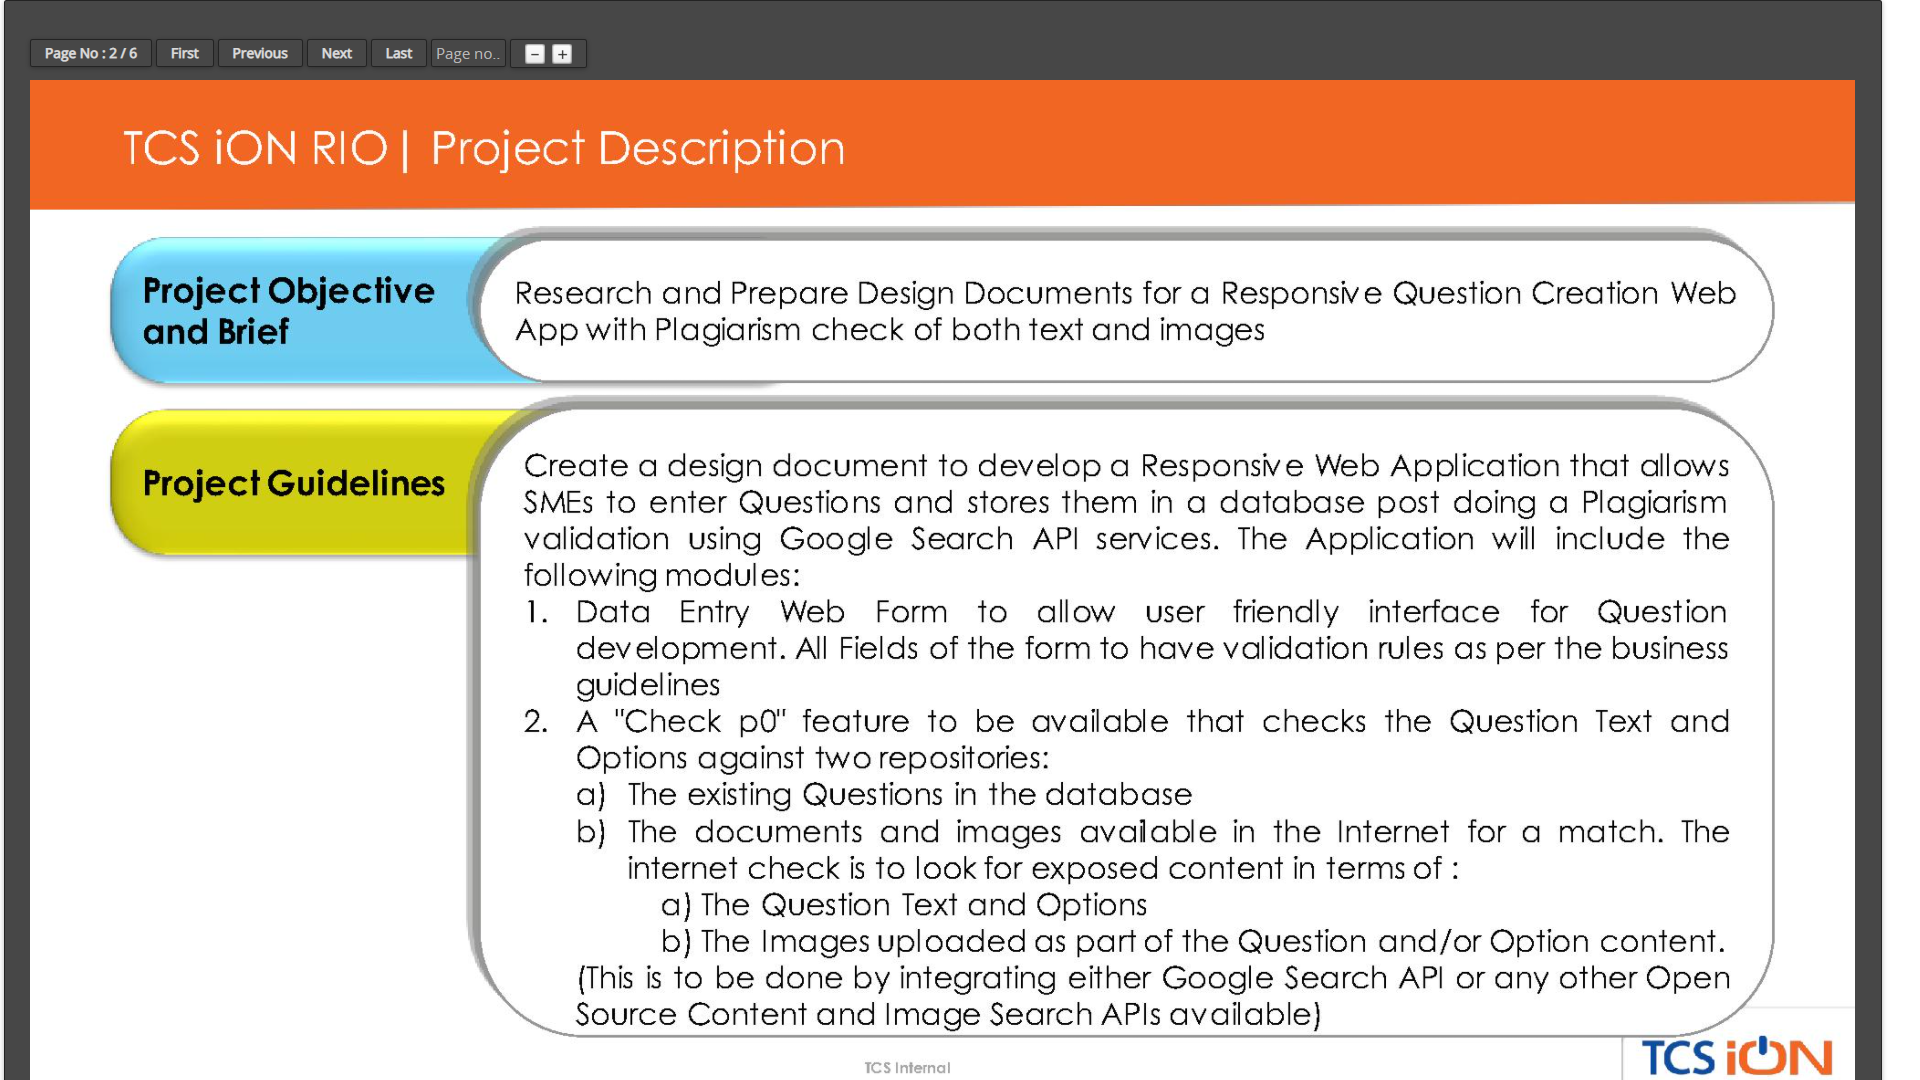 Page No : 2 / 6 First Previous Next Last Page no.. - +
TCS iON RIO| Project Description
Project Objective
and Brief
Research and Prepare Design Documents for a Responsive Question Creation Web
App with Plagiarism check of both text and images
Project Guidelines
Create a design document to develop a Responsive Web Application that allows
SMEs to enter Questions and stores them in a database post doing a Plagiarism
validation using Google Search API services. The Application will include the
following modules:
1. Data Entry Web Form to allow user friendly interface for Question
development. All Fields of the form to have validation rules as per the business
guidelines
2. A "Check p0" feature to be available that checks the Question Text and
Options against two repositories:
a) The existing Questions in the database
b) The documents and images available in the Internet for a match. The
internet check is to look for exposed content in terms of :
a) The Question Text and Options
b) The Images uploaded as part of the Question and/or Option content.
(This is to be done by integrating either Google Search API or any other Open
Source Content and Image Search APIs available)
TCS Internal
TCS iON